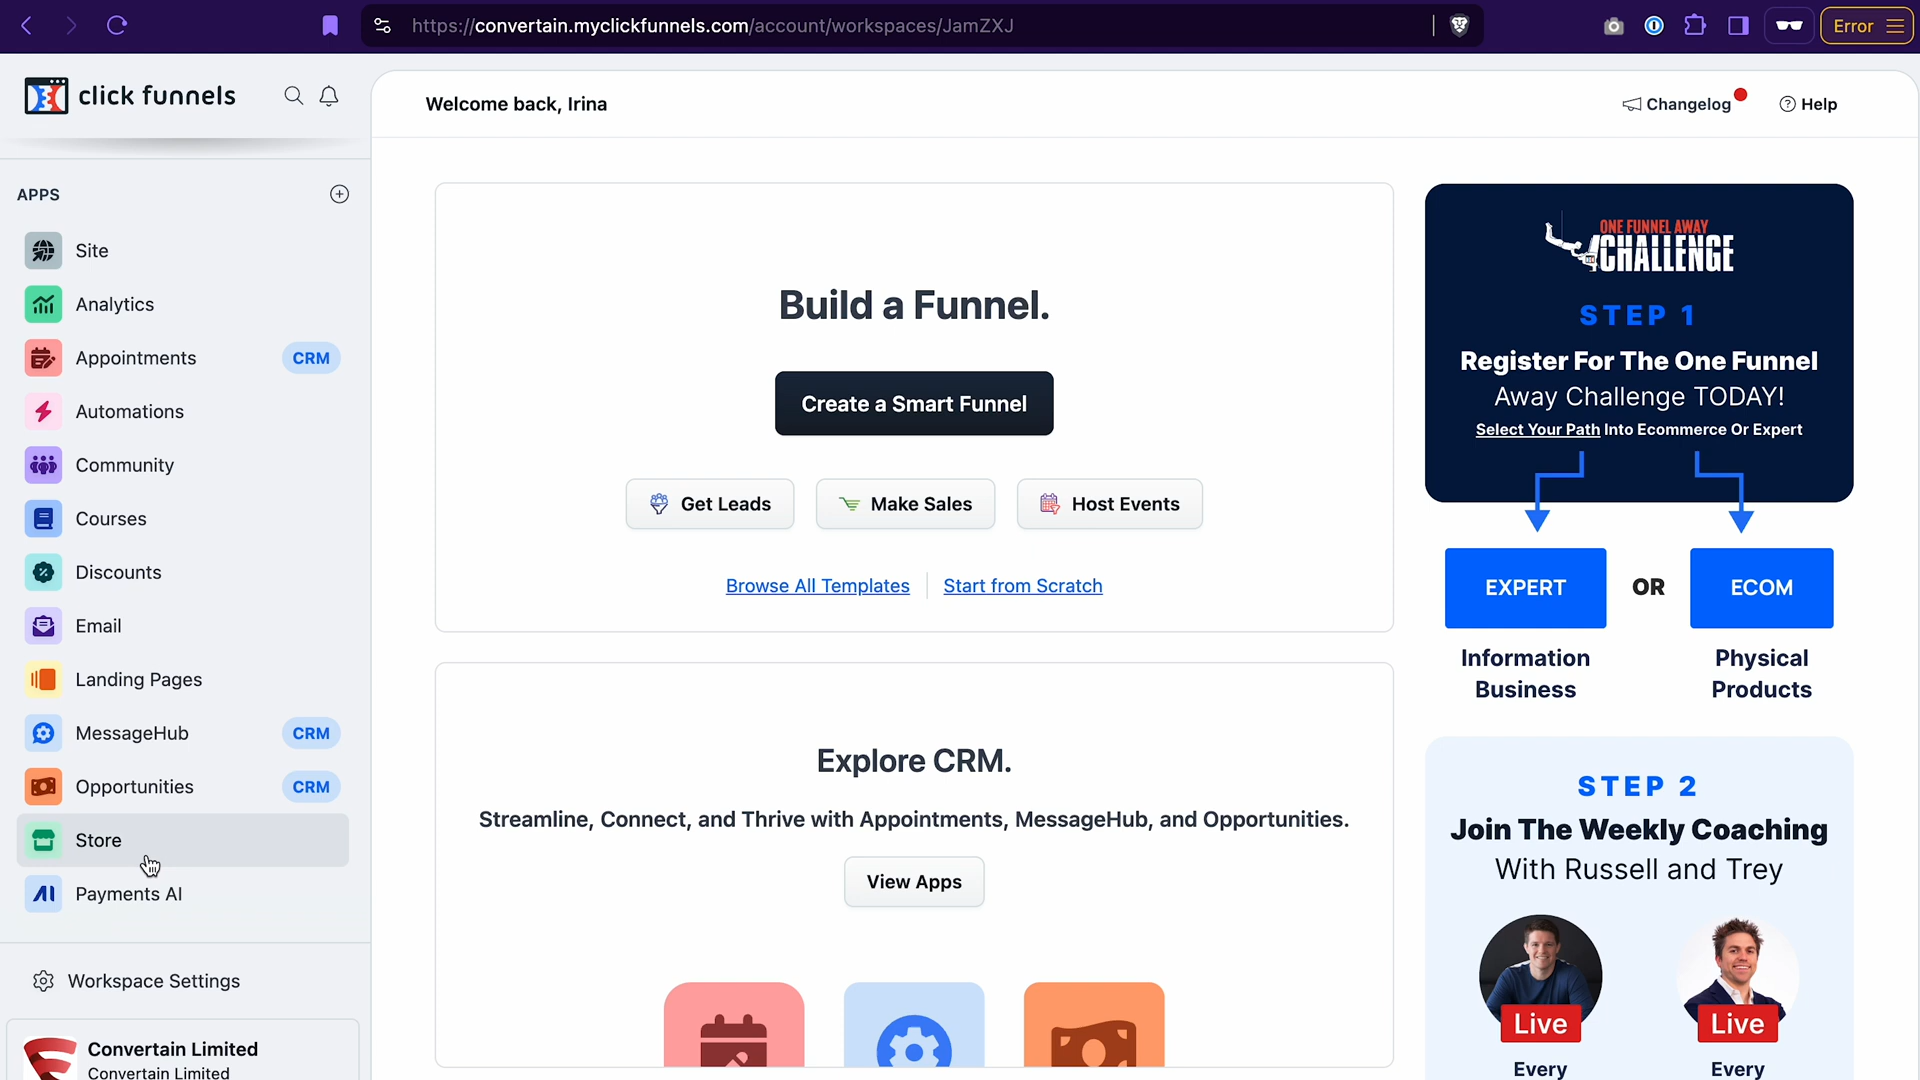 https://convertain.myclickfunnels.com/account/workspaces/JamZXJ
Error
click funnels
APPS
Site
Analytics
Appointments
CRM
Automations
Community
Courses
Discounts
Email
Landing Pages
MessageHub
CRM
Opportunities
CRM
Store
Payments AI
Workspace Settings
Convertain Limited
Convertain Limited
Welcome back, Irina
Changelog
Help
Build a Funnel.
Create a Smart Funnel
Get Leads
Make Sales
Host Events
Browse All Templates
Start from Scratch
Explore CRM.
Streamline, Connect, and Thrive with Appointments, MessageHub, and Opportunities.
View Apps
ONE FUNNEL AWAY
CHALLENGE
STEP 1
Register For The One Funnel
Away Challenge TODAY!
Select Your Path Into Ecommerce Or Expert
EXPERT
OR
ECOM
Information
Business
Physical
Products
STEP 2
Join The Weekly Coaching
With Russell and Trey
Live
Live
Every
Every